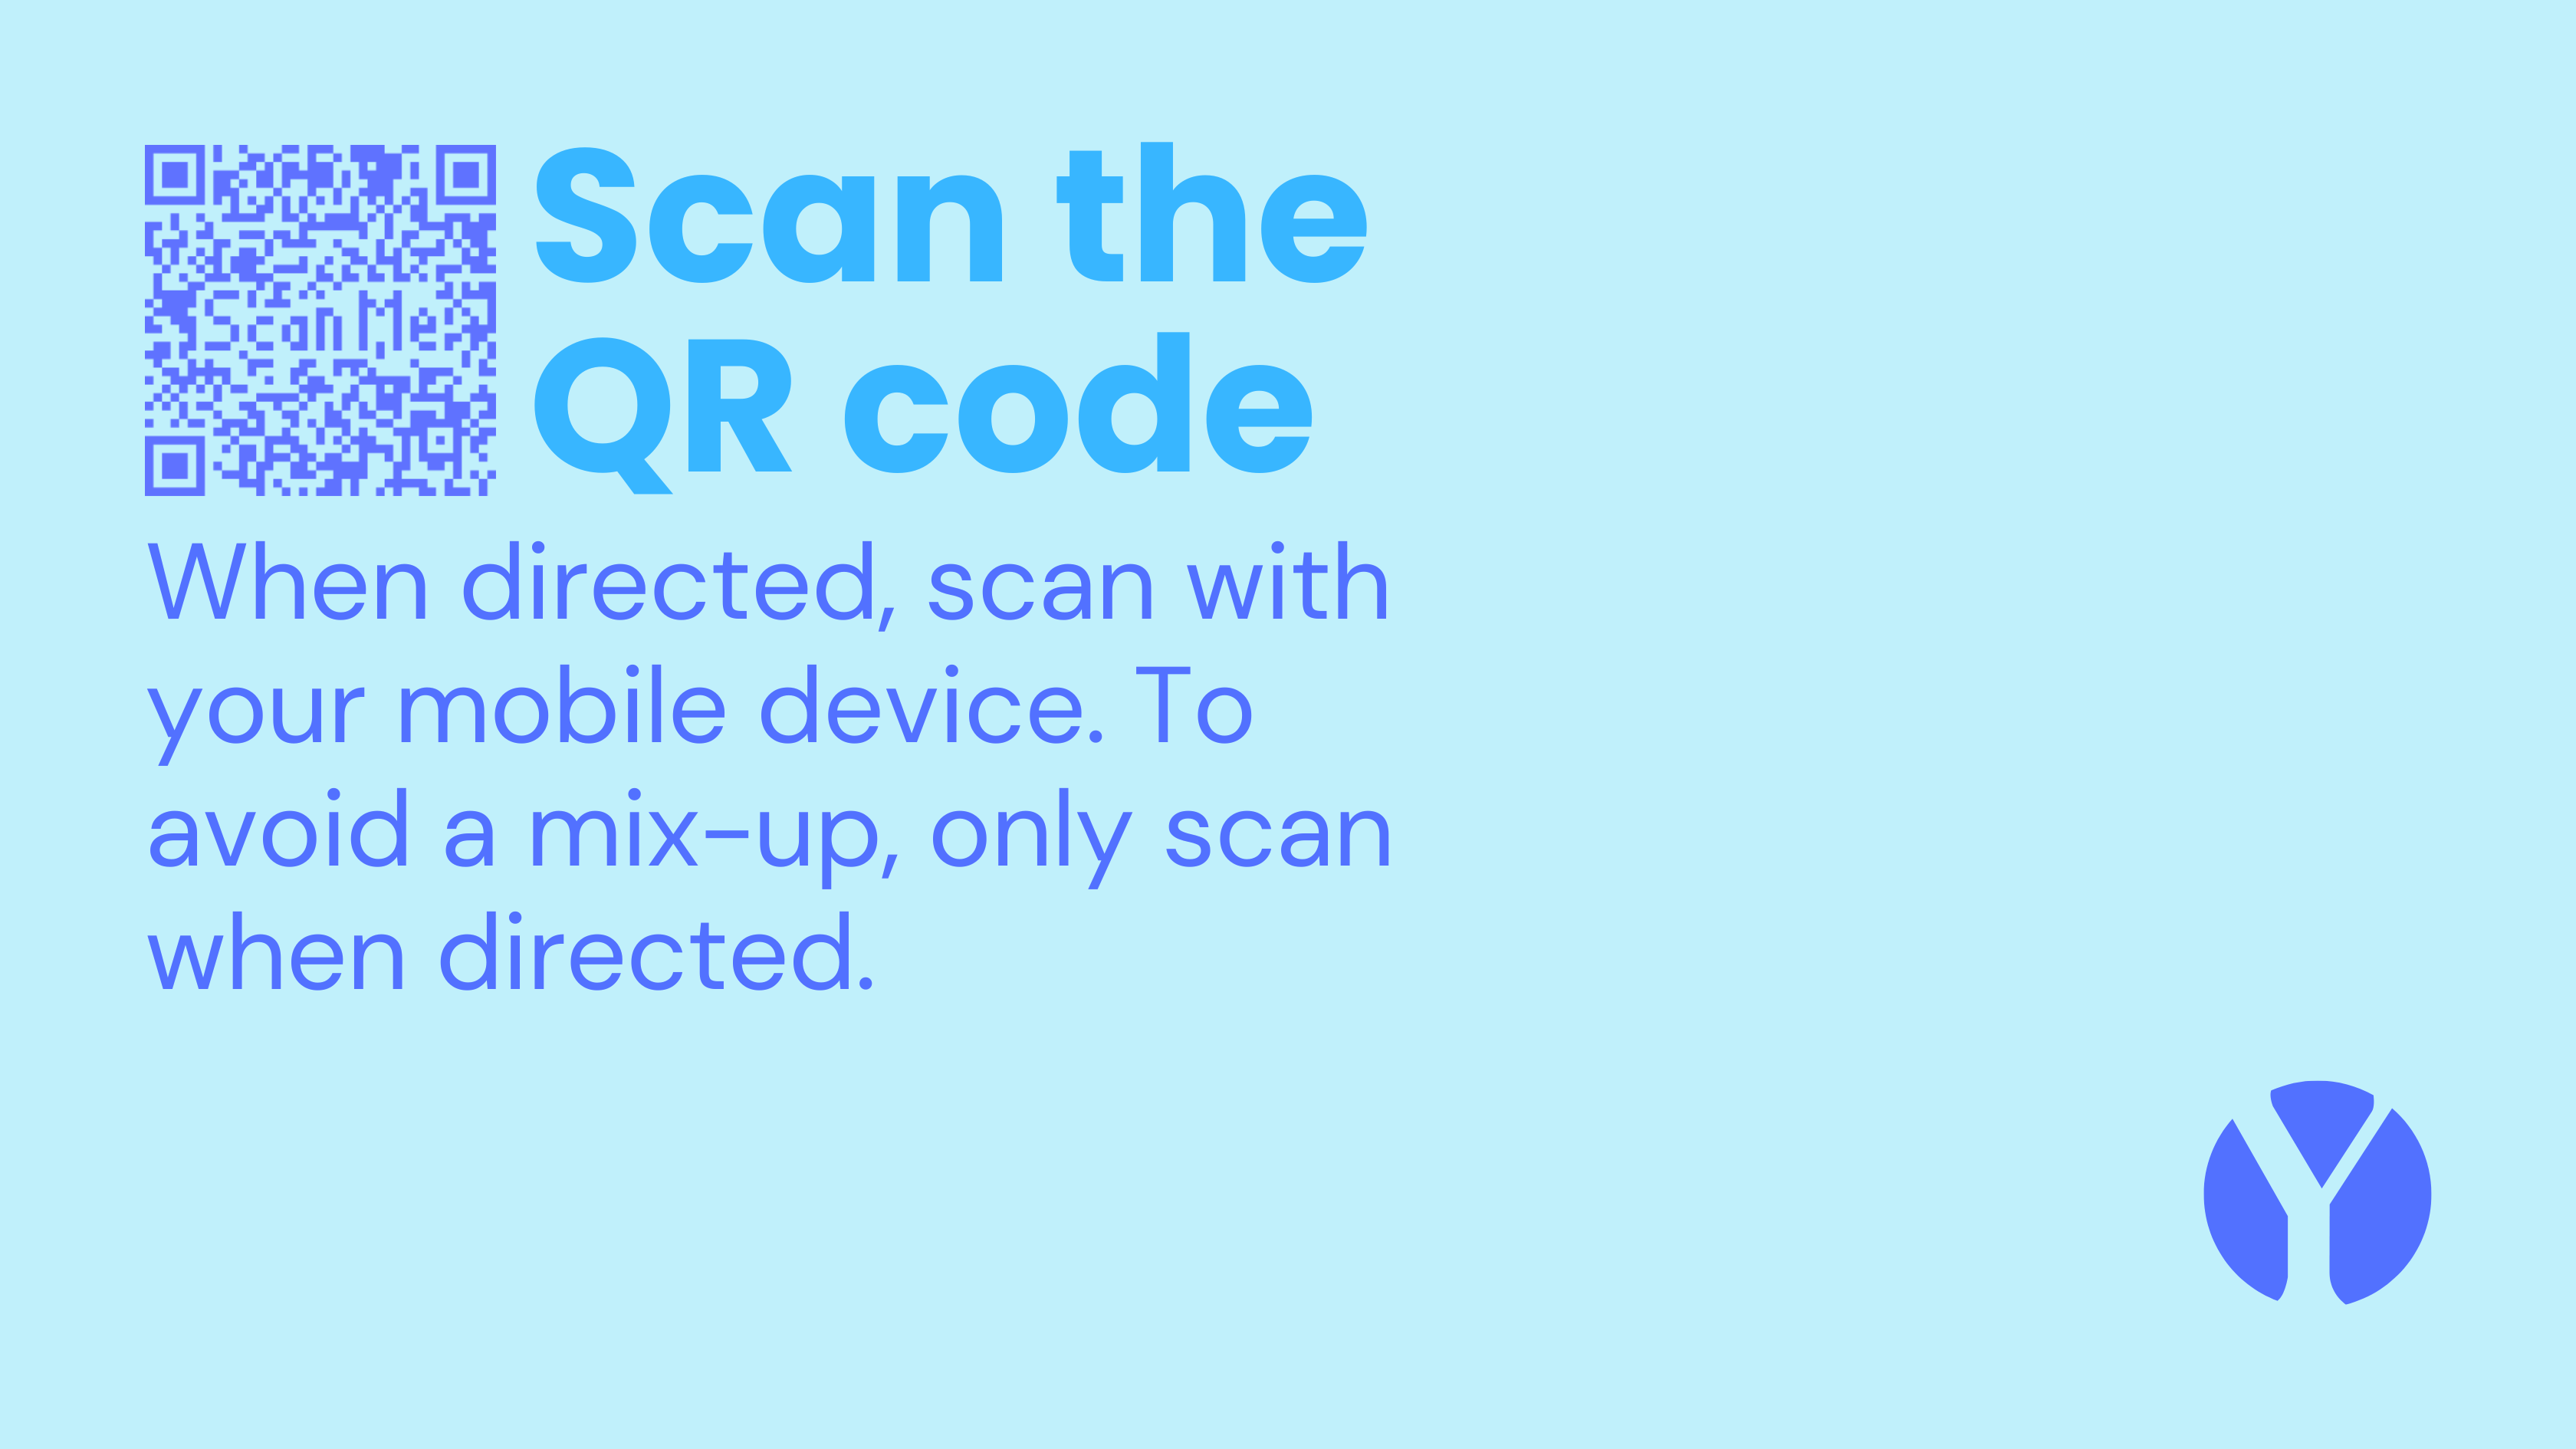 Scan the
QR code
Scan Me
When directed, scan with
your mobile device. To
avoid a mix-up, only scan
when directed.
Y